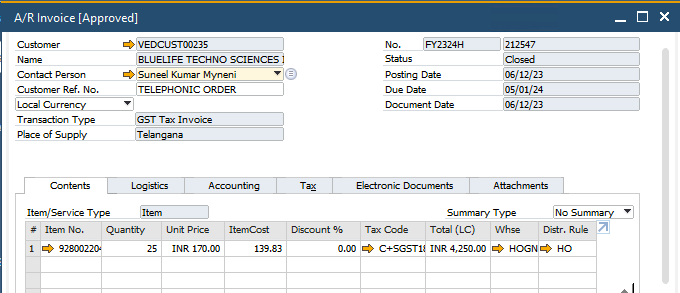 A/R Invoice [Approved]
Customer VEDCUST00235 No. FY2324H 212547
Name BLUELIFE TECHNO SCIENCES Status Closed
Contact Person Suneel Kumar Myneni Posting Date 06/12/23
Customer Ref. No. TELEPHONIC ORDER Due Date 05/01/24
Local Currency Document Date 06/12/23
Transaction Type GST Tax Invoice
Place of Supply Telangana
Contents Logistics Accounting Tax Electronic Documents Attachments
Item/Service Type Item Summary Type No Summary
# Item No. Quantity Unit Price ItemCost Discount % Tax Code Total (LC) Whse Distr. Rule
1 928002204 25 INR 170.00 139.83 0.00 C+SGST18 INR 4,250.00 HOGN HO